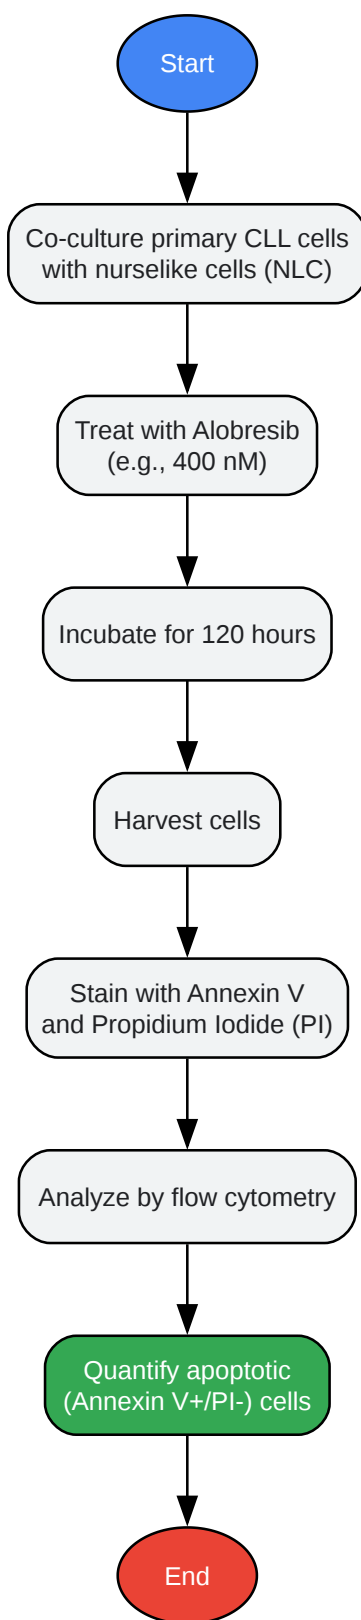 Start
Co-culture primary CLL cells
with nurselike cells (NLC)
Treat with Alobresib
(e.g., 400 nM)
Incubate for 120 hours
Harvest cells
Stain with Annexin V
and Propidium Iodide (PI)
Analyze by flow cytometry
Quantify apoptotic
(Annexin V+/PI-) cells
End